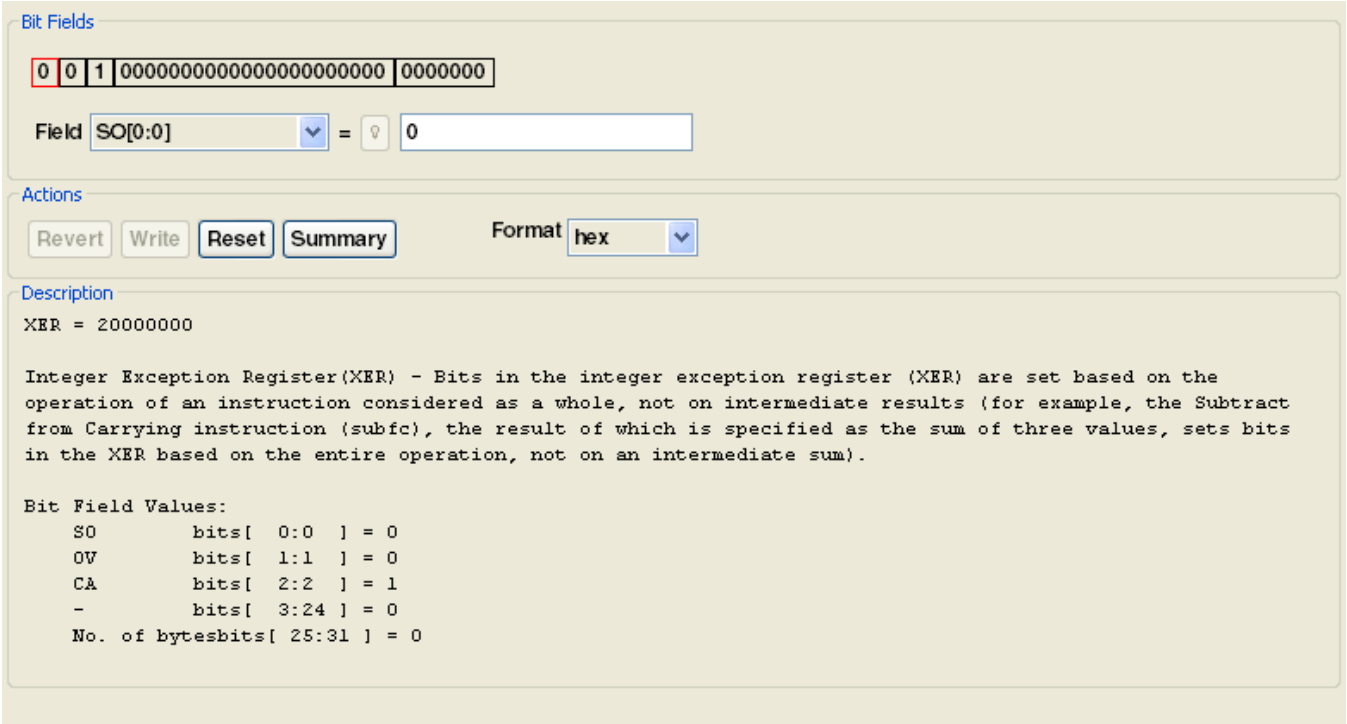 Bit Fields
0 0 1 0000000000000000000000 0000000
Field SO[0:0] = 0
Actions
Revert Write Reset Summary Format hex
Description
XER = 20000000
Integer Exception Register(XER) - Bits in the integer exception register (XER) are set based on the
operation of an instruction considered as a whole, not on intermediate results (for example, the Subtract
from Carrying instruction (subfc), the result of which is specified as the sum of three values, sets bits
in the XER based on the entire operation, not on an intermediate sum).
Bit Field Values:
SO bits[ 0:0 ] = 0
OV bits[ 1:1 ] = 0
CA bits[ 2:2 ] = 1
- bits[ 3:24 ] = 0
No. of bytesbits[ 25:31 ] = 0